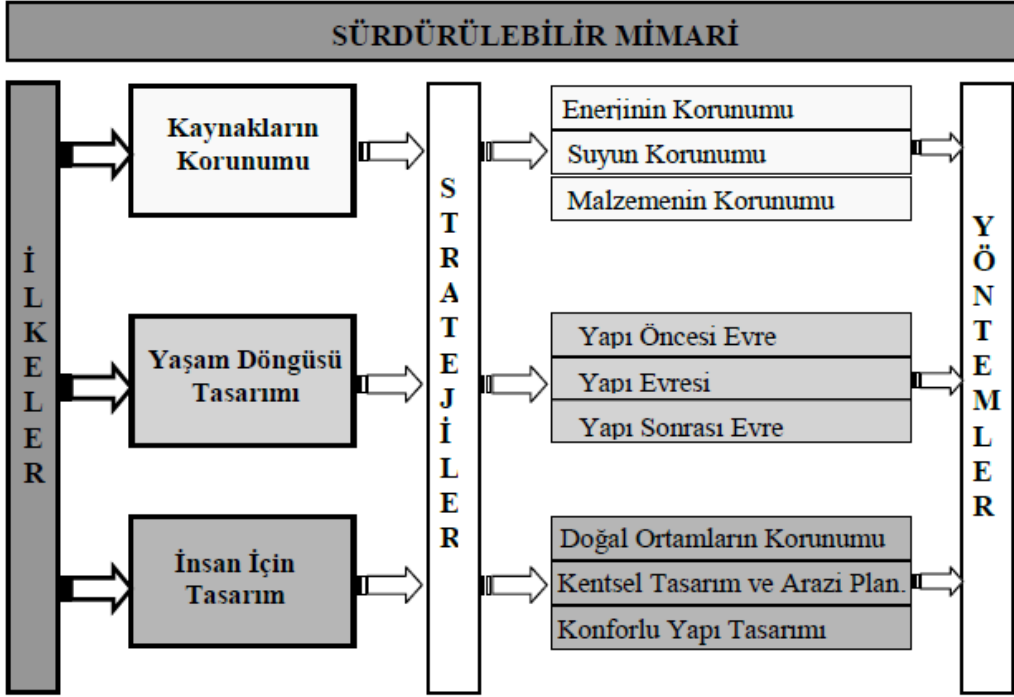 SÜRDÜRÜLEBİLİR MİMARİ
İLKELER
Kaynakların
Korunumu
Yaşam Döngüsü
Tasarımı
İnsan İçin
Tasarım
STRATEJİLER
Enerjinin Korunumu
Suyun Korunumu
Malzemenin Korunumu
Yapı Öncesi Evre
Yapı Evresi
Yapı Sonrası Evre
Doğal Ortamların Korunumu
Kentsel Tasarım ve Arazi Plan.
Konforlu Yapı Tasarımı
YÖNTEMLER